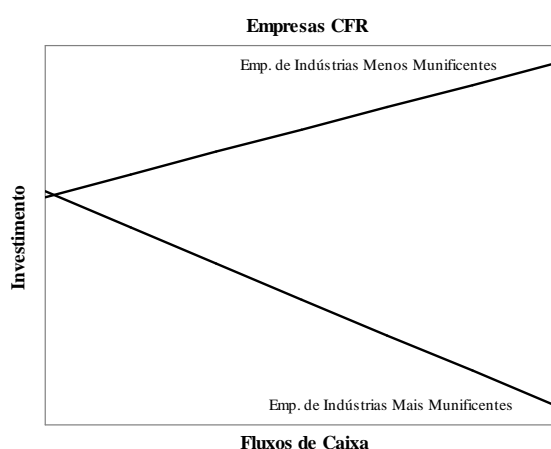 Empresas CFR
Emp. de Indústrias Menos Munificentes
Investimento
Emp. de Indústrias Mais Munificentes
Fluxos de Caixa